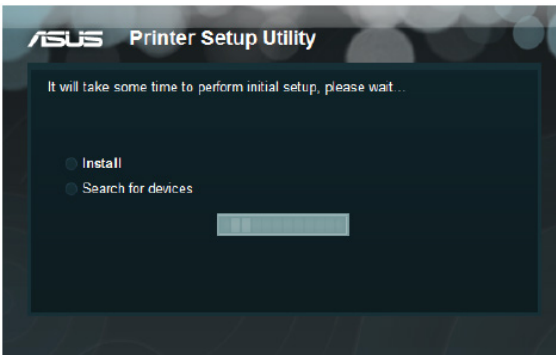 ASUS Printer Setup Utility
It will take some time to perform initial setup, please wait...
Install
Search for devices